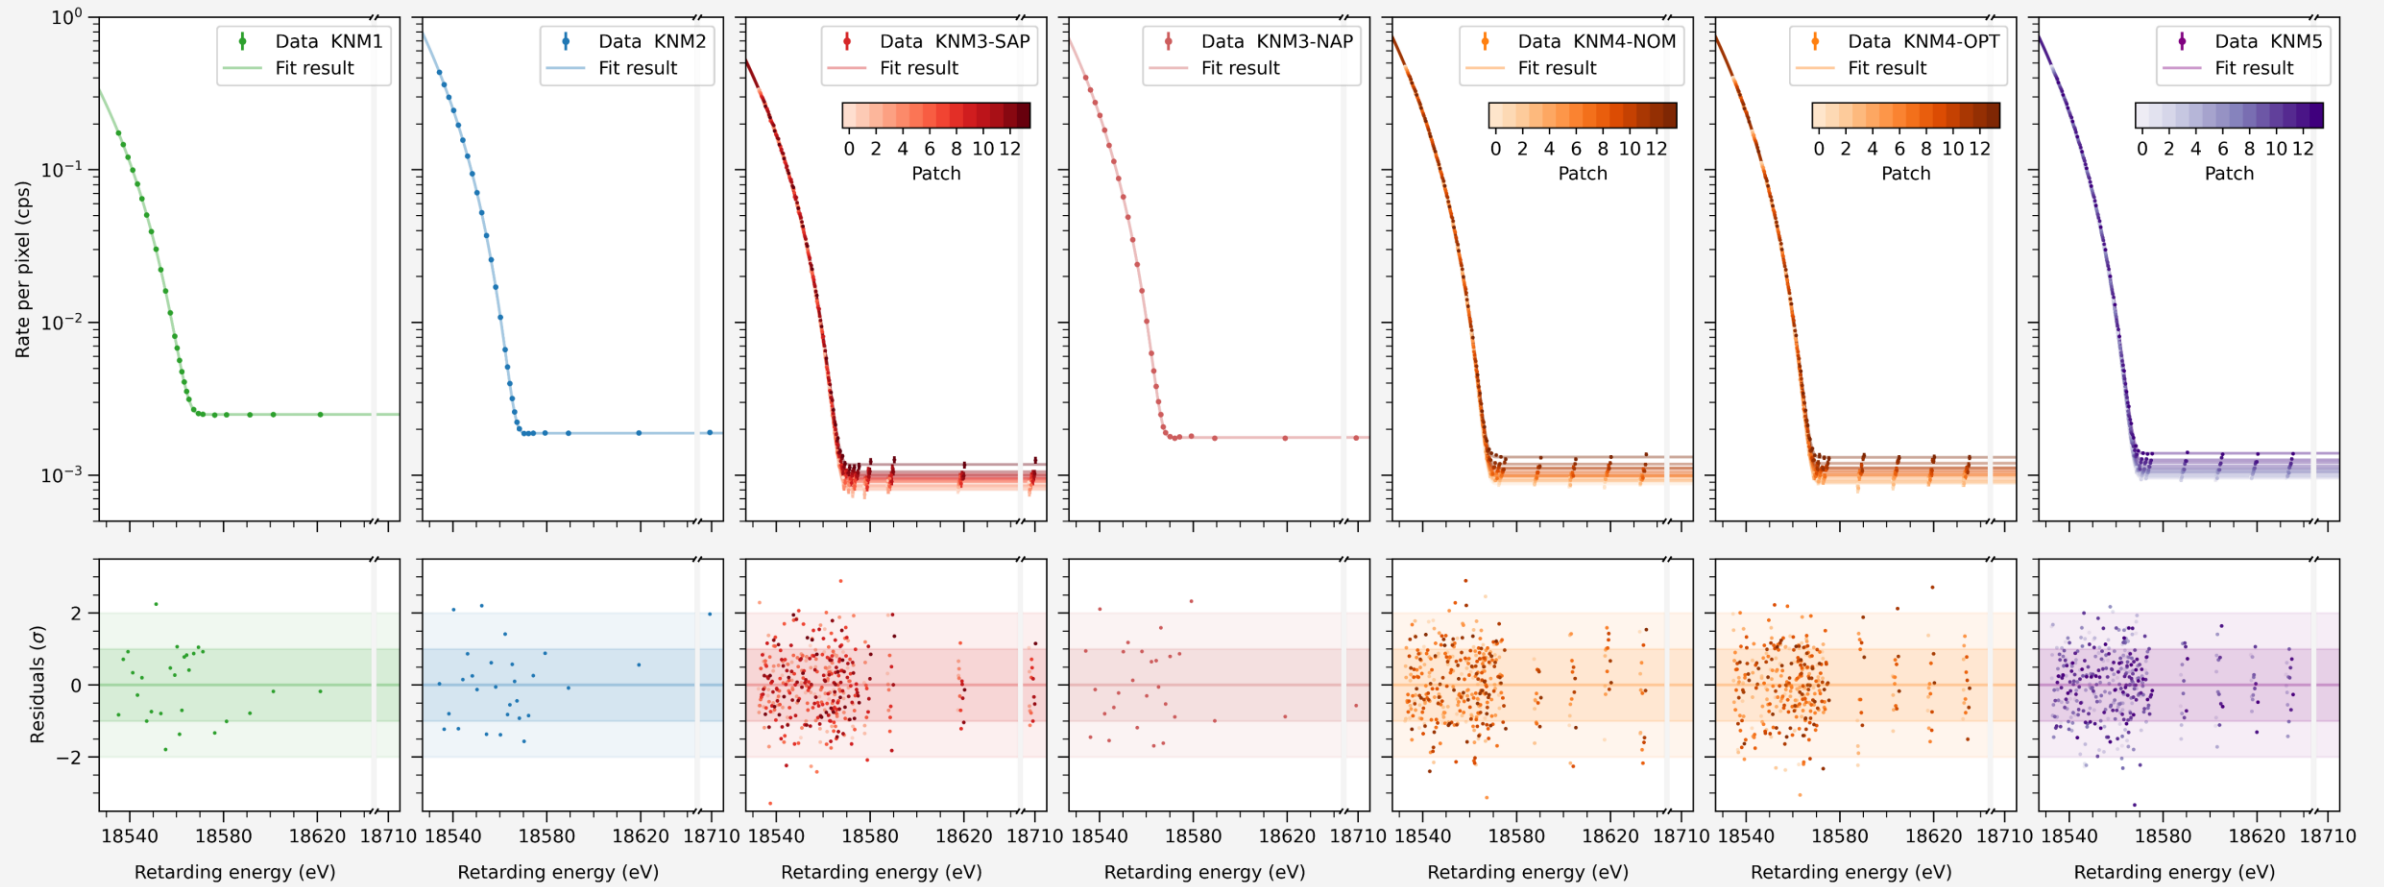 10⁰
10⁻¹
10⁻²
10⁻³
Rate per pixel (cps)
Data KNM1
Fit result
Data KNM2
Fit result
Data KNM3-SAP
Fit result
0 2 4 6 8 10 12
Patch
Data KNM3-NAP
Fit result
Data KNM4-NOM
Fit result
0 2 4 6 8 10 12
Patch
Data KNM4-OPT
Fit result
0 2 4 6 8 10 12
Patch
Data KNM5
Fit result
0 2 4 6 8 10 12
Patch
2
0
−2
Residuals (σ)
18540 18580 18620 18710
18540 18580 18620 18710
18540 18580 18620 18710
18540 18580 18620 18710
18540 18580 18620 18710
18540 18580 18620 18710
18540 18580 18620 18710
Retarding energy (eV)
Retarding energy (eV)
Retarding energy (eV)
Retarding energy (eV)
Retarding energy (eV)
Retarding energy (eV)
Retarding energy (eV)